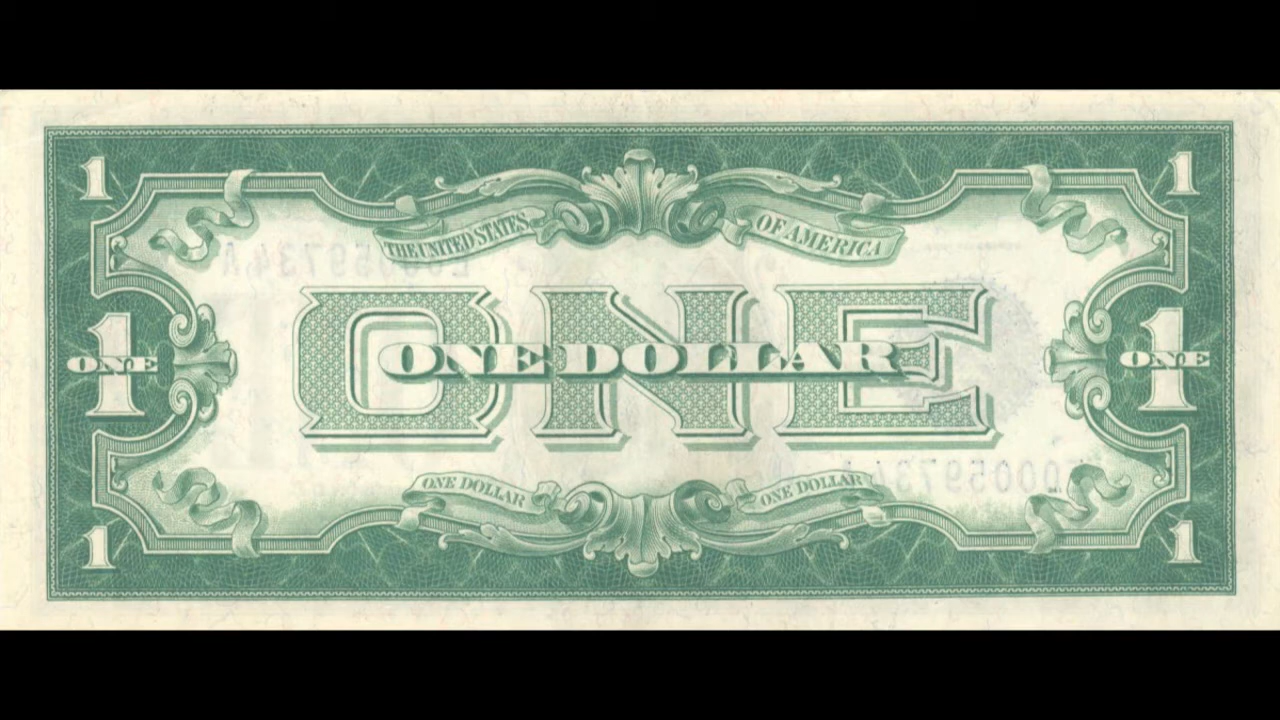 1 1
THE UNITED STATES OF AMERICA
ONE
ONE DOLLAR
1 ONE 1 ONE
ONE DOLLAR ONE DOLLAR
1 1